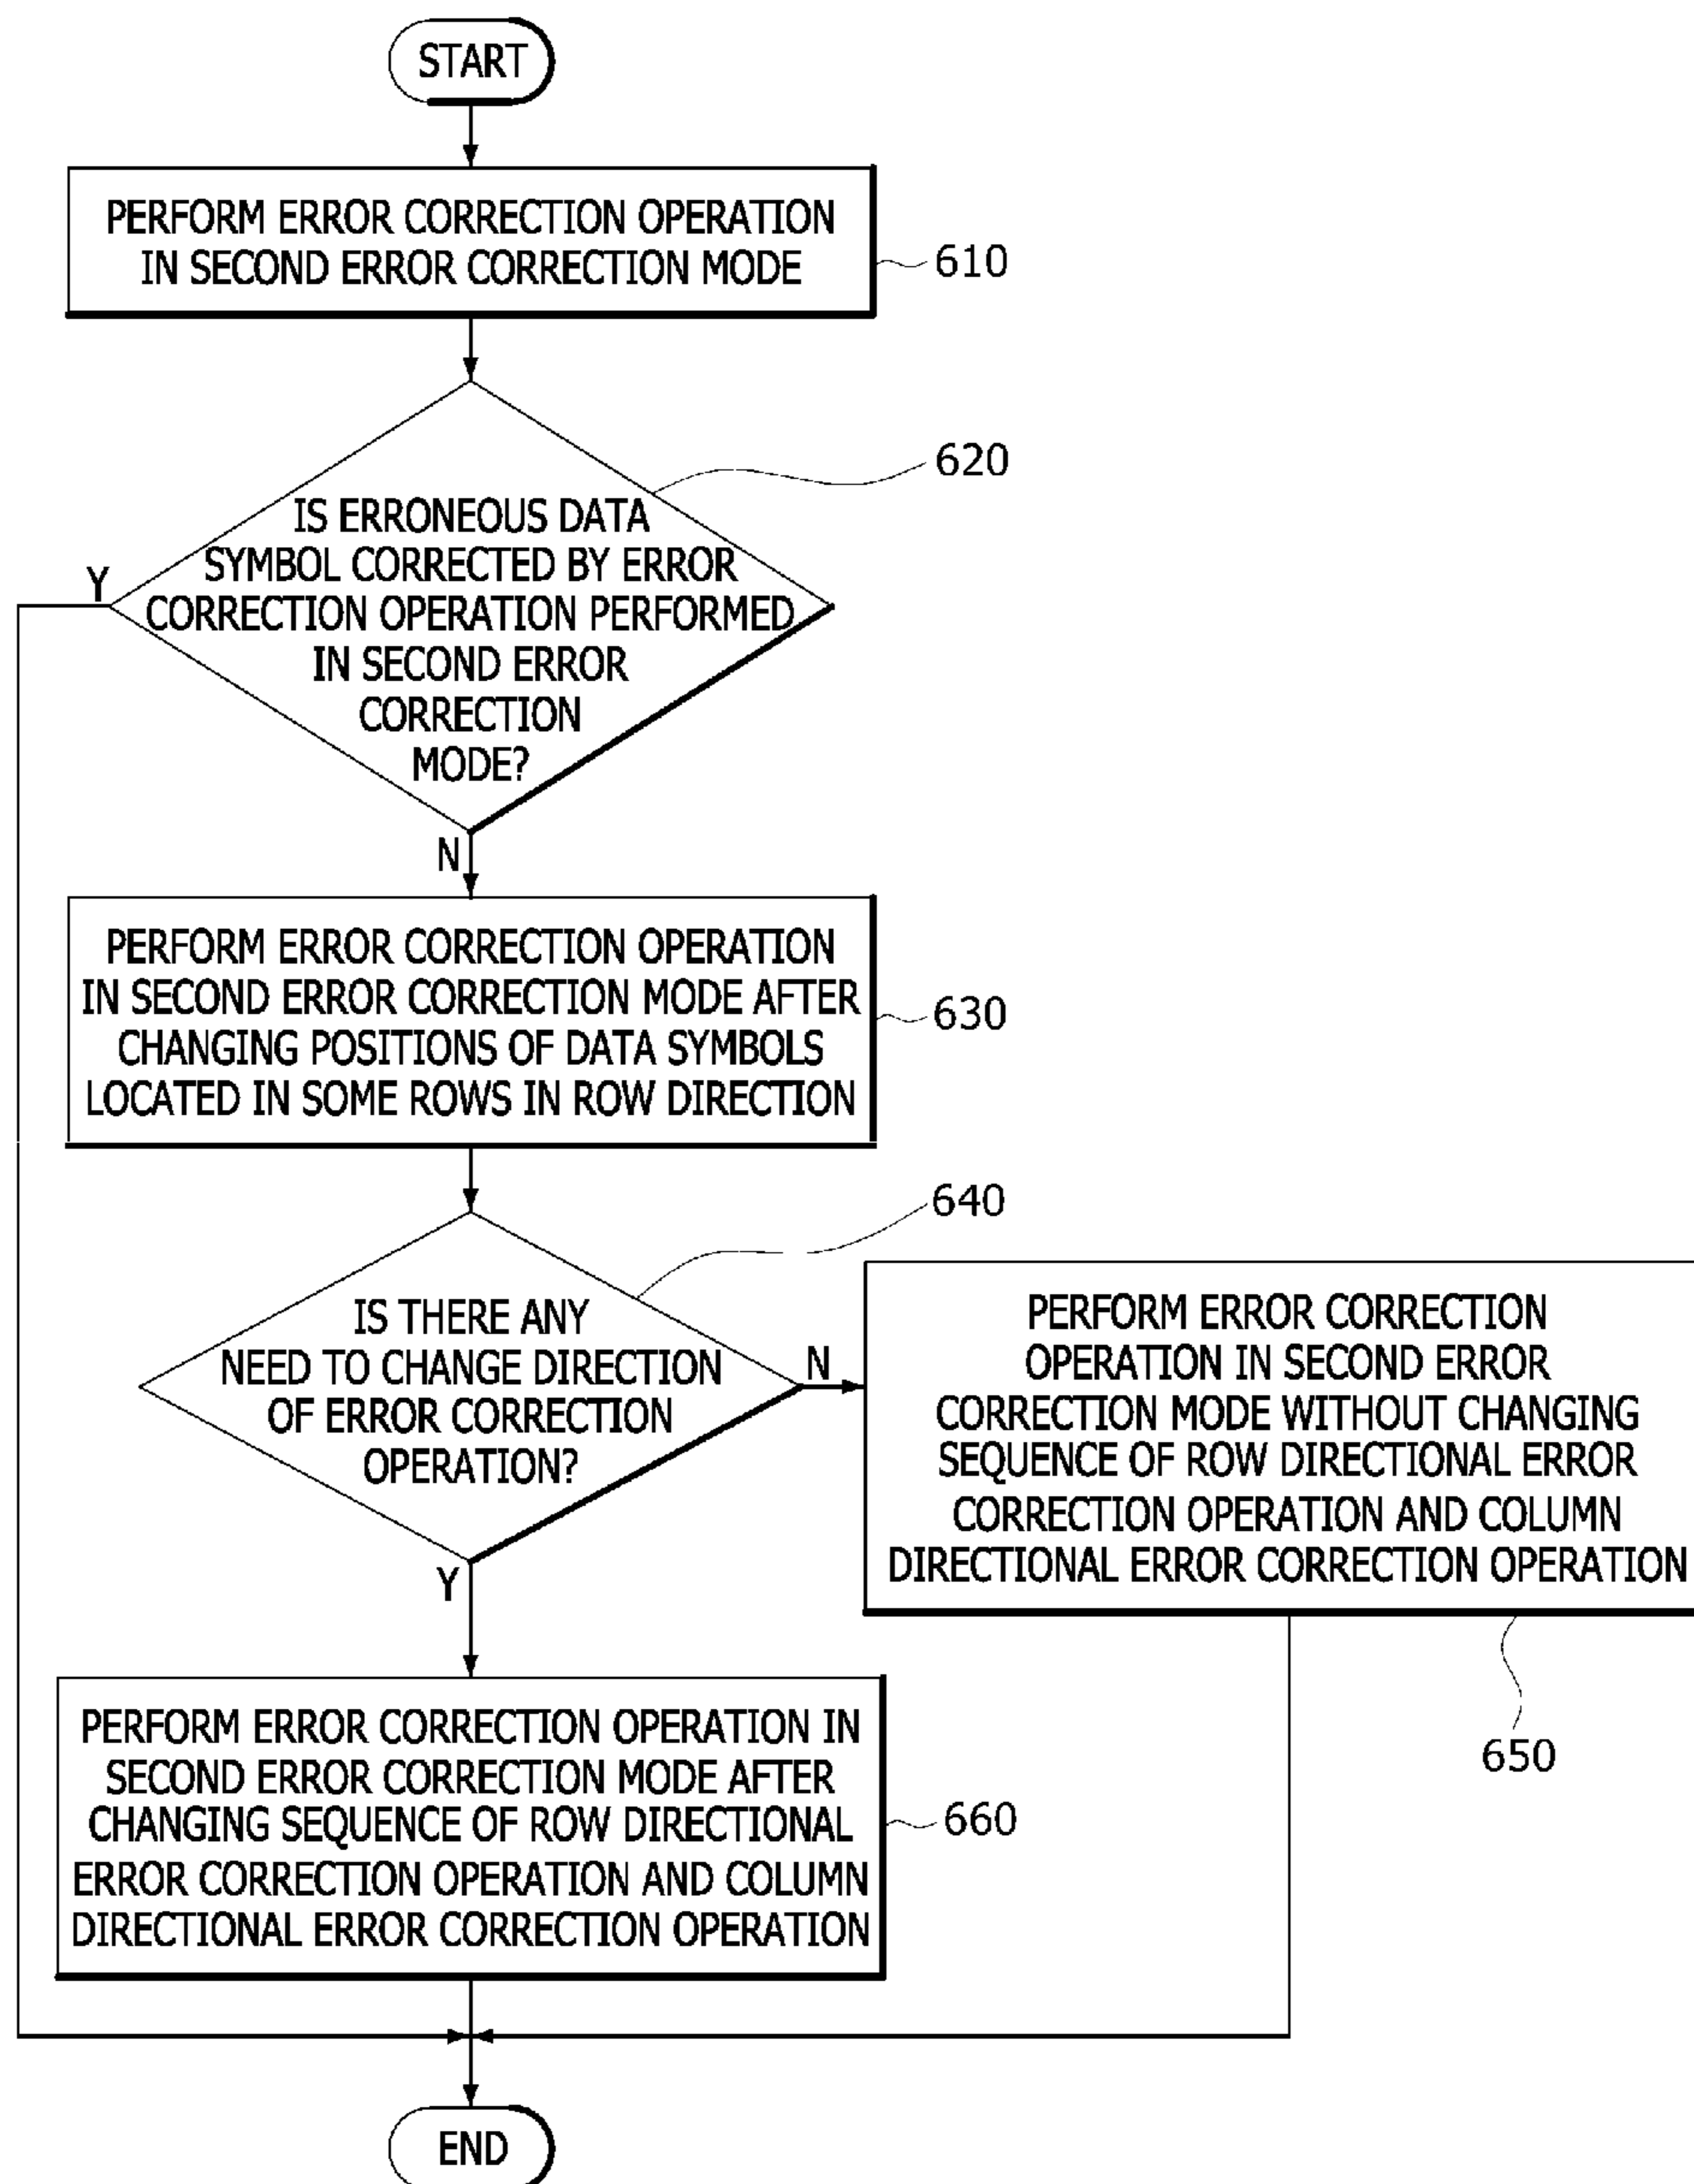 START
PERFORM ERROR CORRECTION OPERATION
IN SECOND ERROR CORRECTION MODE
610
620
IS ERRONEOUS DATA
SYMBOL CORRECTED BY ERROR
CORRECTION OPERATION PERFORMED
IN SECOND ERROR
CORRECTION
MODE?
Y
N
PERFORM ERROR CORRECTION OPERATION
IN SECOND ERROR CORRECTION MODE AFTER
CHANGING POSITIONS OF DATA SYMBOLS
LOCATED IN SOME ROWS IN ROW DIRECTION
630
640
IS THERE ANY
NEED TO CHANGE DIRECTION
OF ERROR CORRECTION
OPERATION?
N
Y
PERFORM ERROR CORRECTION
OPERATION IN SECOND ERROR
CORRECTION MODE WITHOUT CHANGING
SEQUENCE OF ROW DIRECTIONAL ERROR
CORRECTION OPERATION AND COLUMN
DIRECTIONAL ERROR CORRECTION OPERATION
650
PERFORM ERROR CORRECTION OPERATION IN
SECOND ERROR CORRECTION MODE AFTER
CHANGING SEQUENCE OF ROW DIRECTIONAL
ERROR CORRECTION OPERATION AND COLUMN
DIRECTIONAL ERROR CORRECTION OPERATION
660
END